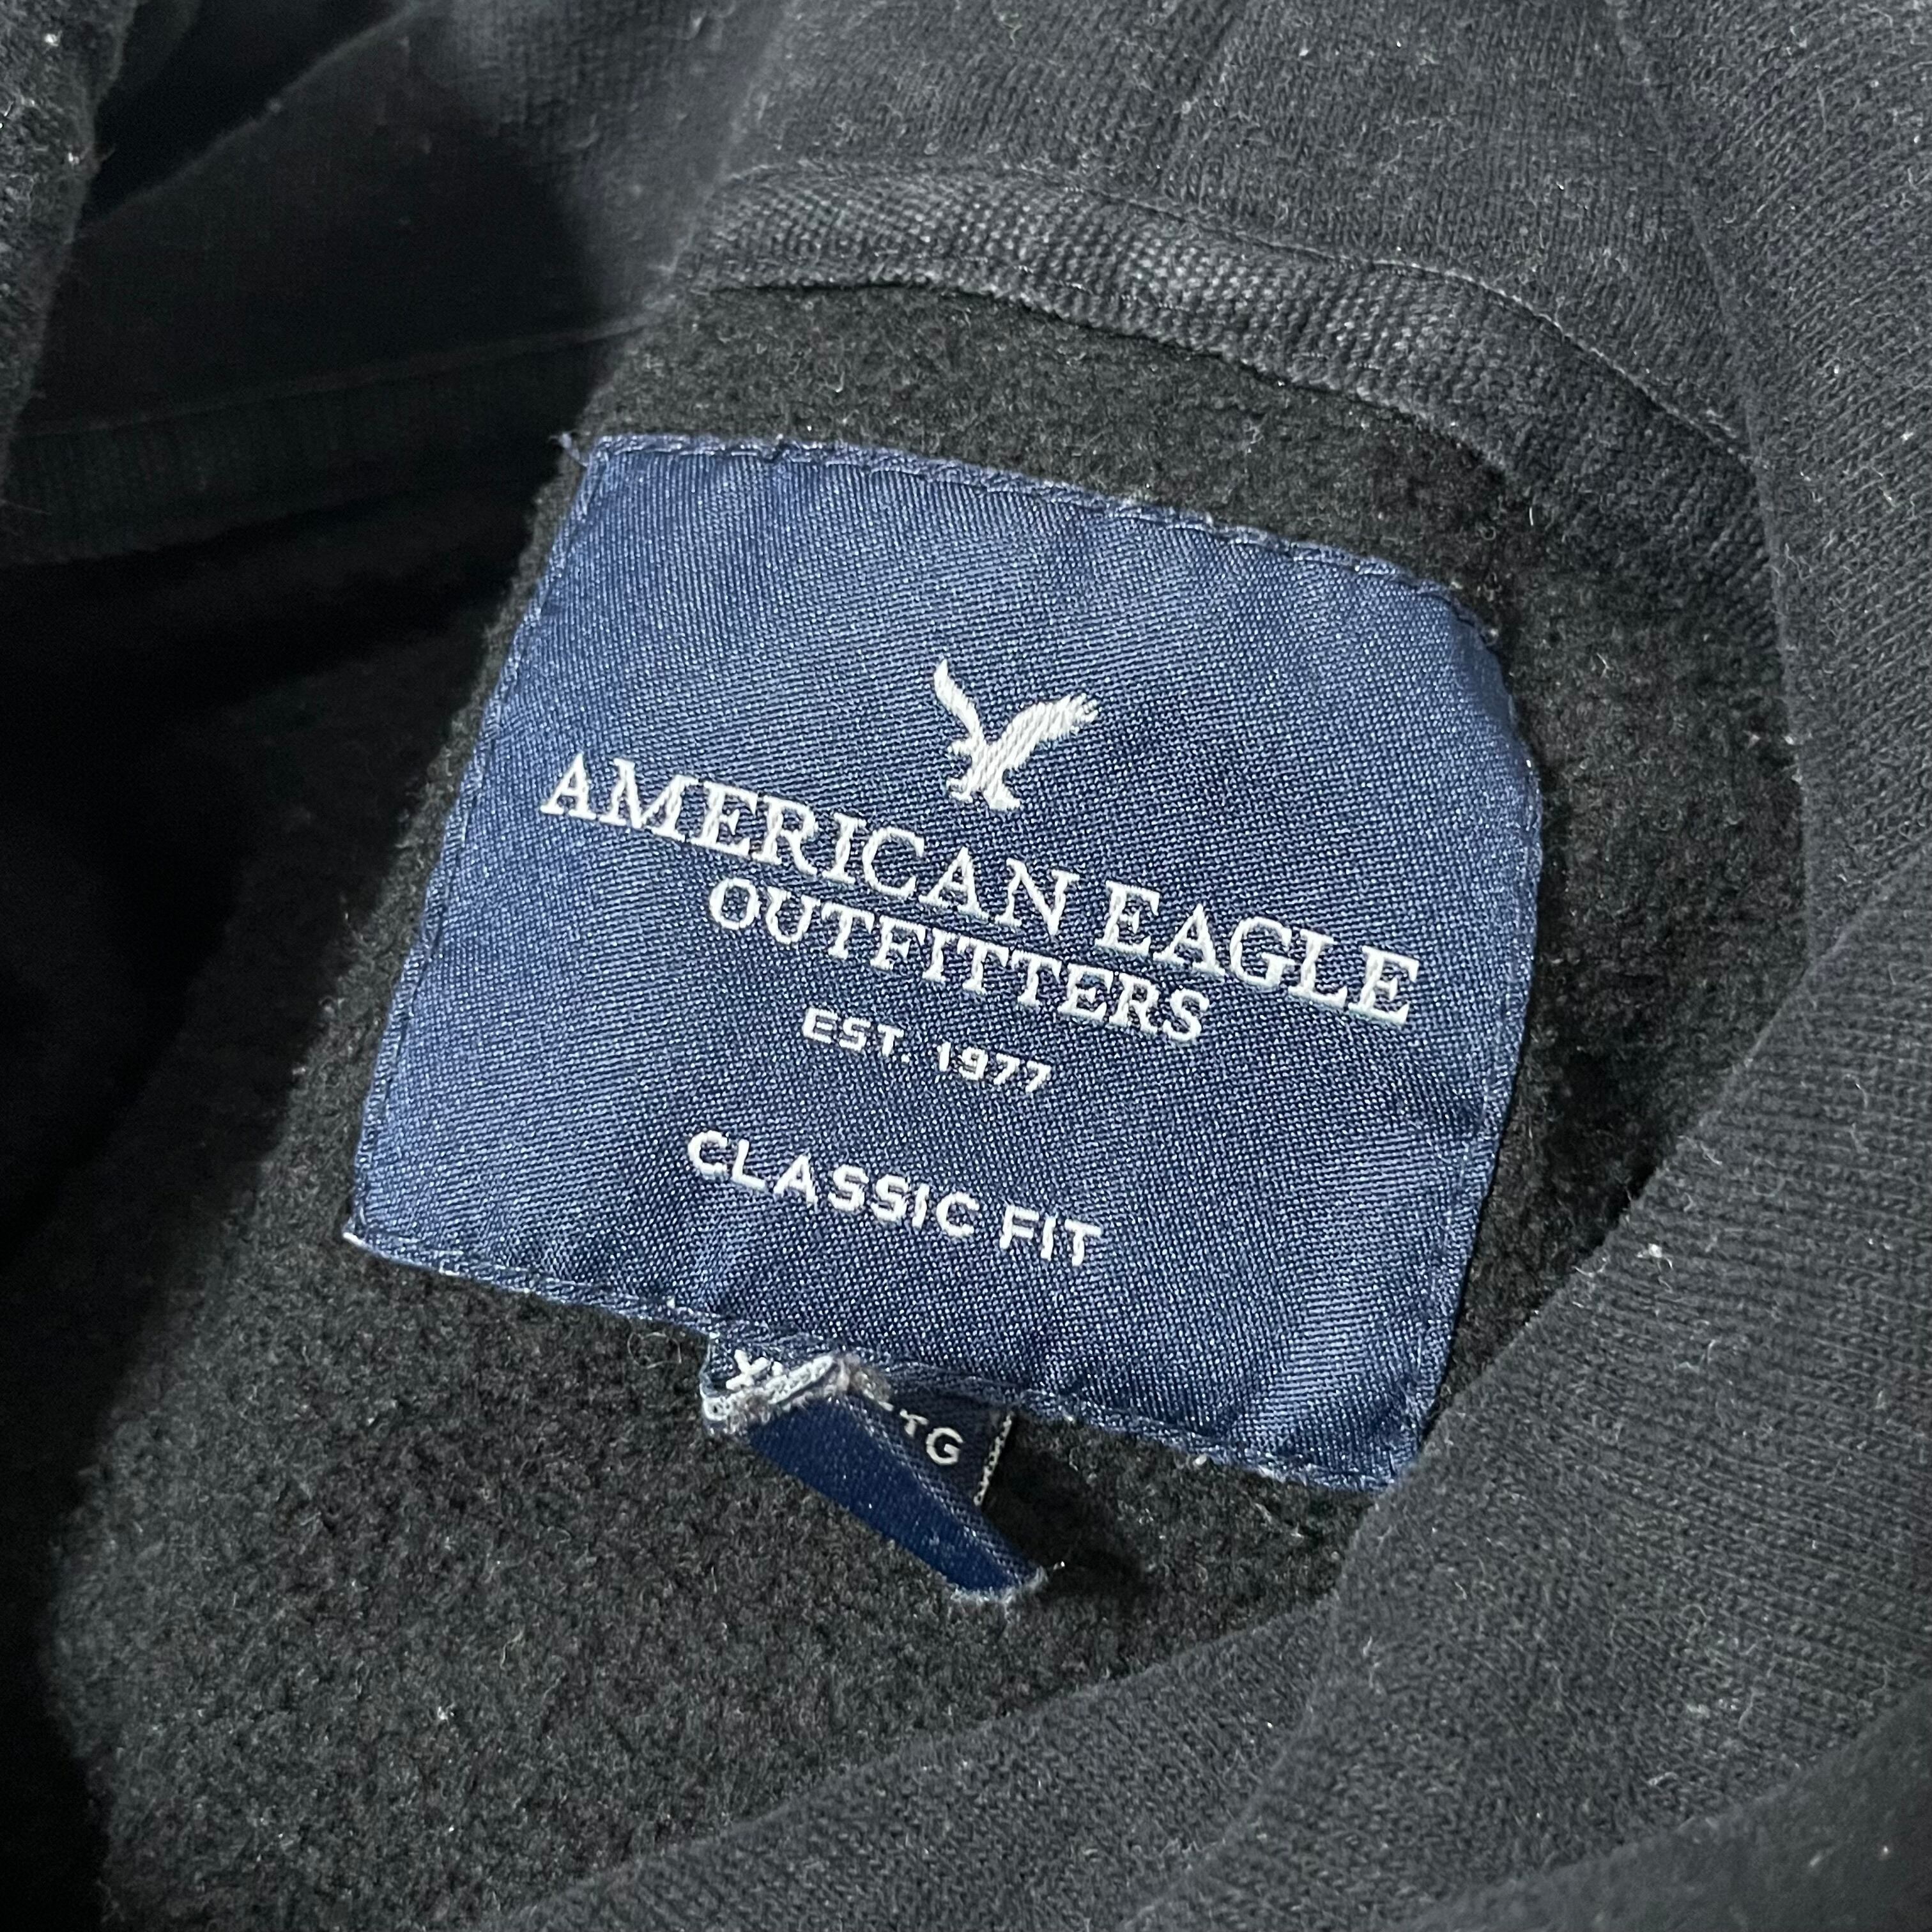 AMERICAN EAGLE
OUTFITTERS
EST. 1977
CLASSIC FIT